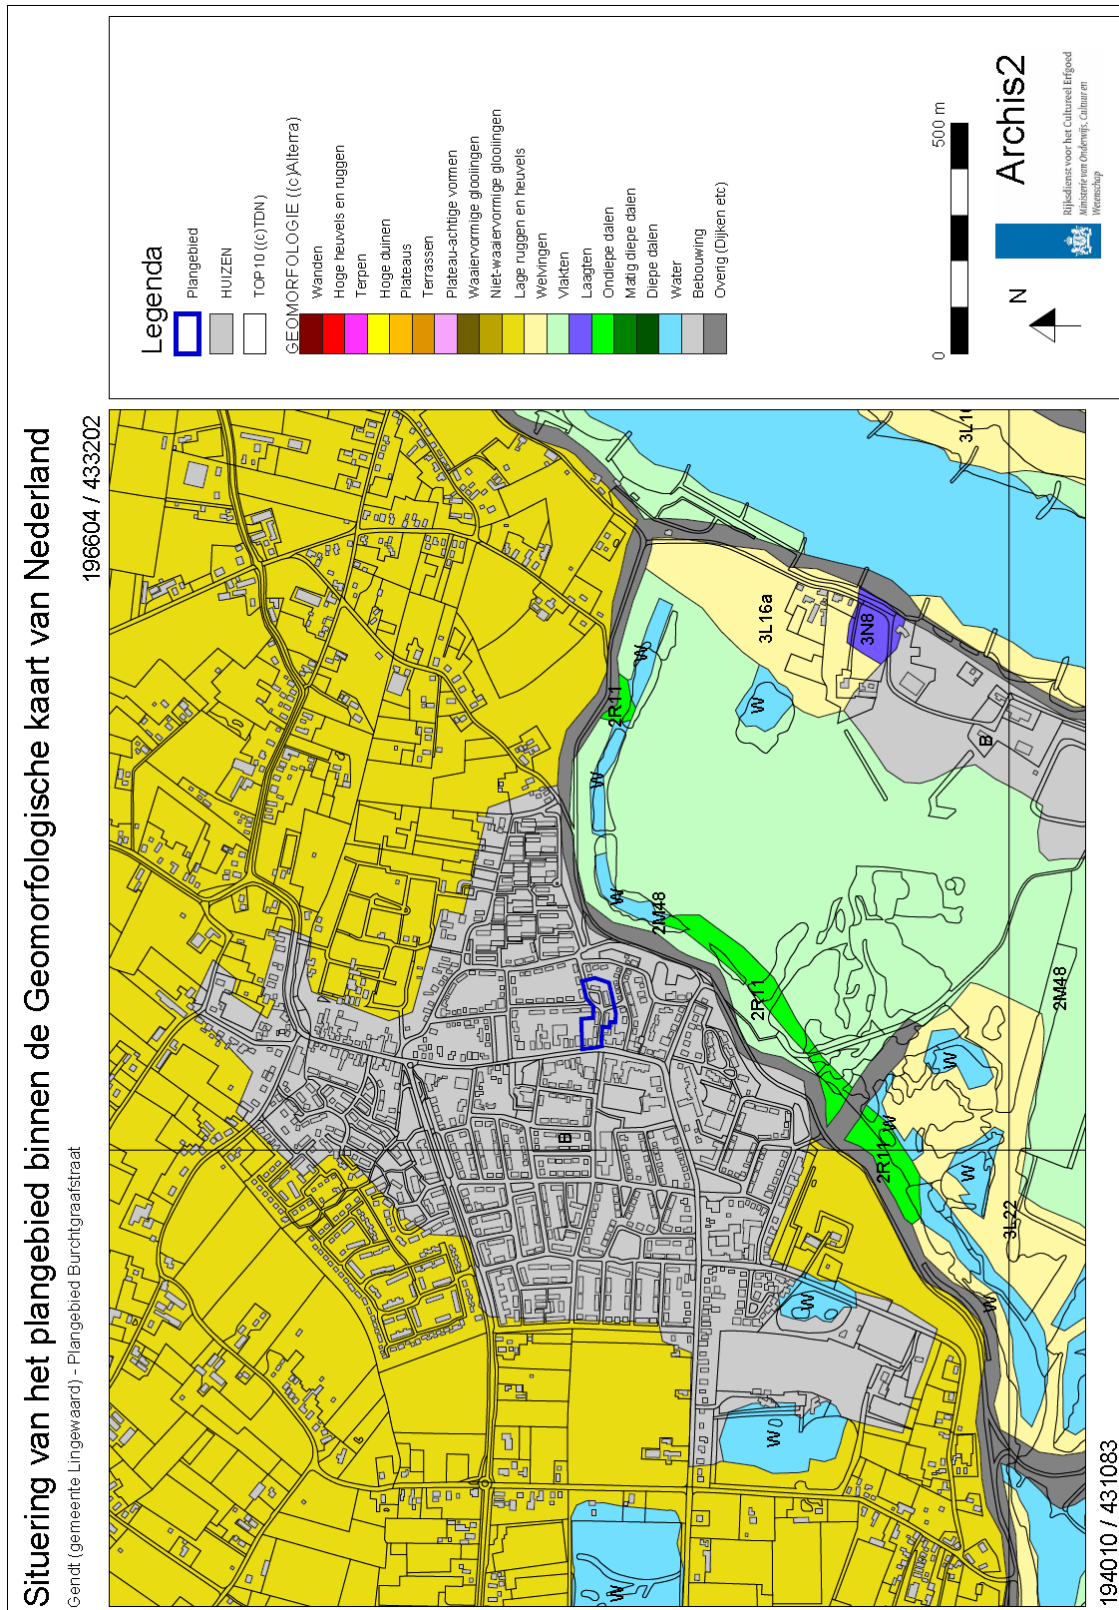 Situering van het plangebied binnen de Geomorfologische kaart van Nederland
Gendt (gemeente Lingewaard) - Plangebied Burchtgraafstraat
196604 / 433202
194010 / 431083
Legenda
Plangebied
HUIZEN
TOP10 ((c)TDN)
GEOMORFOLOGIE ((c)Alterra)
Wanden
Hoge heuvels en ruggen
Terpen
Hoge duinen
Plateaus
Terrassen
Plateau-achtige vormen
Waaiervormige glooiingen
Niet-waaiervormige glooiingen
Lage ruggen en heuvels
Welvingen
Vlakten
Laagten
Ondiepe dalen
Matig diepe dalen
Diepe dalen
Water
Bebouwing
Overig (Dijken etc)
0
500 m
N
Archis2
Rijksdienst voor het Cultureel Erfgoed
Ministerie van Onderwijs, Cultuur en
Wetenschap
B
2R11
W
W
W
2M48
2R11
2R11
W
W
W
W
W
W
W
W
3L16a
3N8
B
2M48
3L22